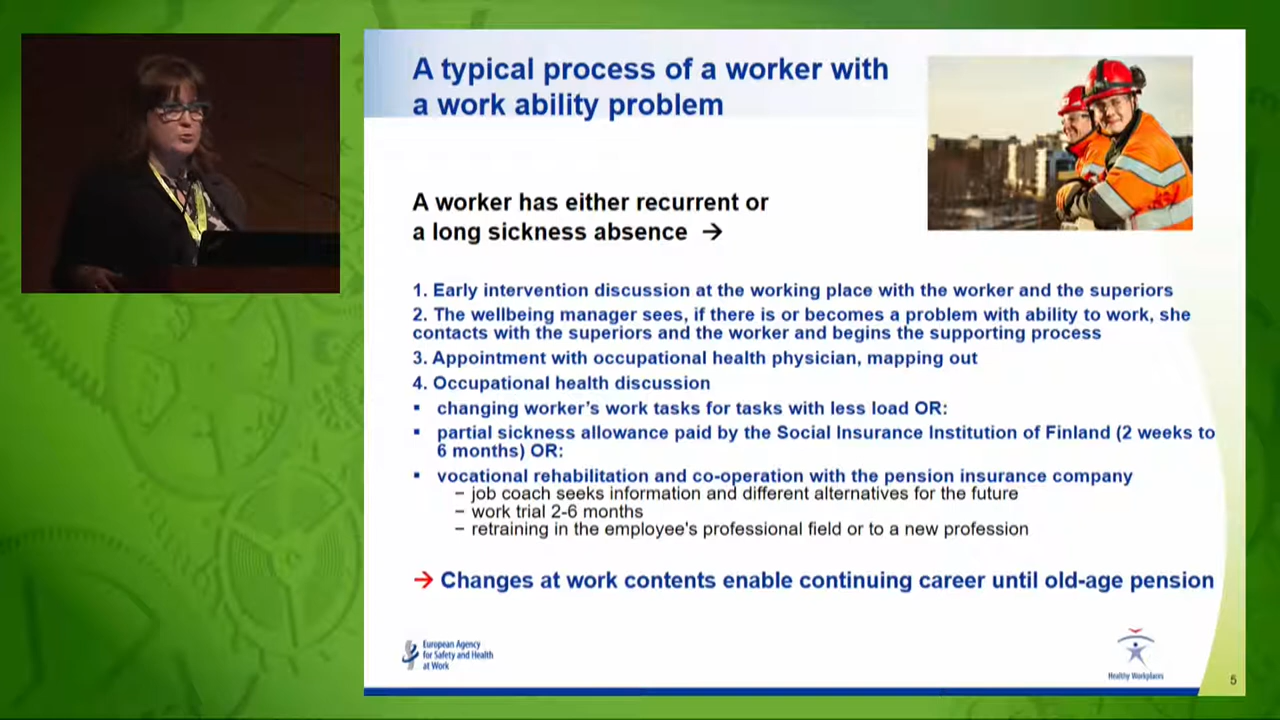 A typical process of a worker with
a work ability problem
A worker has either recurrent or
a long sickness absence →
1. Early intervention discussion at the working place with the worker and the superiors
2. The wellbeing manager sees, if there is or becomes a problem with ability to work, she
contacts with the superiors and the worker and begins the supporting process
3. Appointment with occupational health physician, mapping out
4. Occupational health discussion
▪ changing worker's work tasks for tasks with less load OR:
▪ partial sickness allowance paid by the Social Insurance Institution of Finland (2 weeks to
6 months) OR:
▪ vocational rehabilitation and co-operation with the pension insurance company
– job coach seeks information and different alternatives for the future
– work trial 2-6 months
– retraining in the employee's professional field or to a new profession
→ Changes at work contents enable continuing career until old-age pension
European Agency
for Safety and Health
at Work
Healthy Workplaces
5